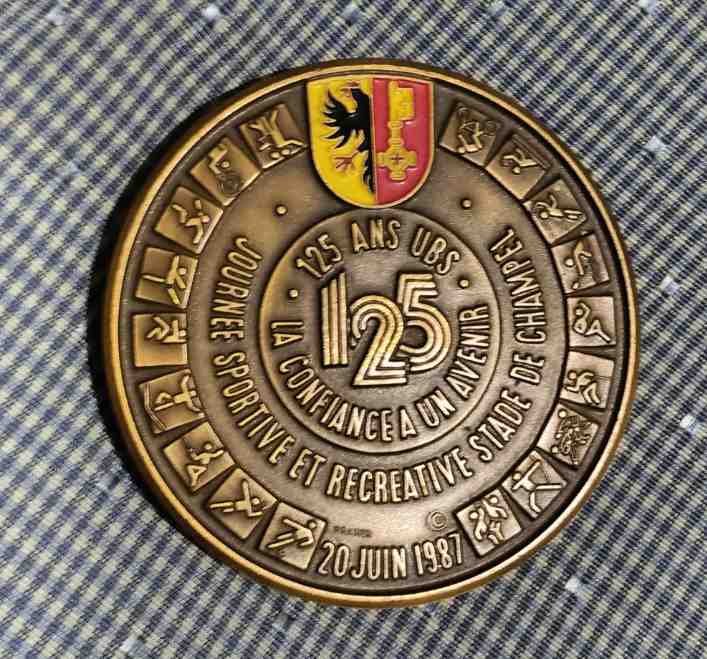 125 ANS UBS
125
LA CONFIANCE A UN AVENIR
JOURNEE SPORTIVE ET RECREATIVE STADE DE CHAMPEL
©
20 JUIN 1987